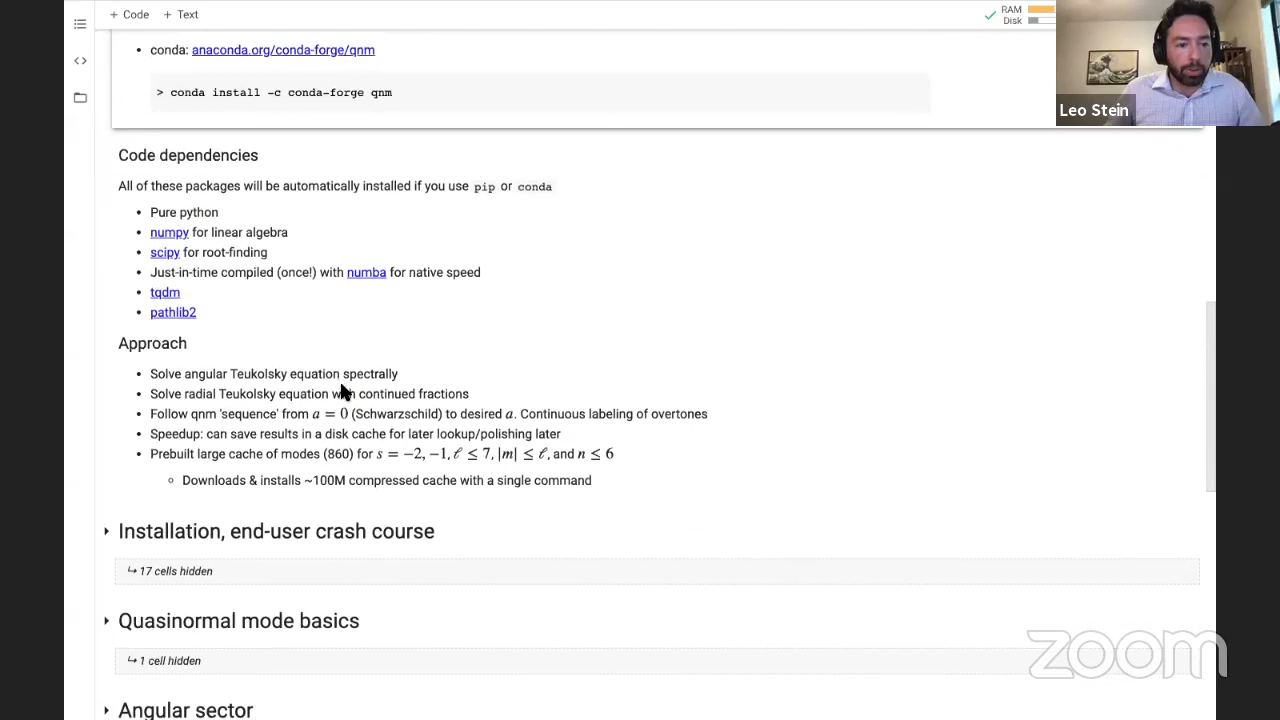 + Code + Text
RAM
Disk
conda: anaconda.org/conda-forge/qnm
> conda install -c conda-forge qnm
Leo Stein
Code dependencies
All of these packages will be automatically installed if you use pip or conda
Pure python
numpy for linear algebra
scipy for root-finding
Just-in-time compiled (once!) with numba for native speed
tqdm
pathlib2
Approach
Solve angular Teukolsky equation spectrally
Solve radial Teukolsky equation with continued fractions
Follow qnm 'sequence' from a = 0 (Schwarzschild) to desired a. Continuous labeling of overtones
Speedup: can save results in a disk cache for later lookup/polishing later
Prebuilt large cache of modes (860) for s = −2, −1, ℓ ≤ 7, |m| ≤ ℓ, and n ≤ 6
Downloads & installs ~100M compressed cache with a single command
Installation, end-user crash course
↳ 17 cells hidden
Quasinormal mode basics
↳ 1 cell hidden
zoom
Angular sector